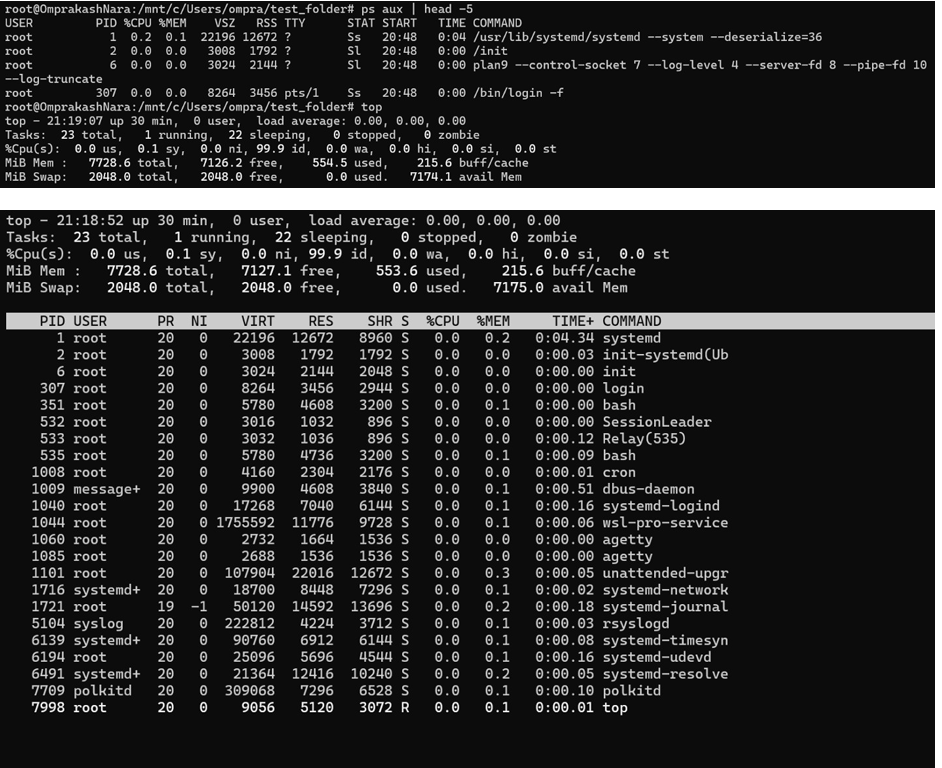 root@OmprakashNara:/mnt/c/Users/ompra/test_folder# ps aux | head -5
USER         PID %CPU %MEM    VSZ   RSS TTY      STAT START   TIME COMMAND
root           1  0.2  0.1  22196 12672 ?        Ss   20:48   0:04 /usr/lib/systemd/systemd --system --deserialize=36
root           2  0.0  0.0   3008  1792 ?        Sl   20:48   0:00 /init
root           6  0.0  0.0   3024  2144 ?        Sl   20:48   0:00 plan9 --control-socket 7 --log-level 4 --server-fd 8 --pipe-fd 10
--log-truncate
root         307  0.0  0.0   8264  3456 pts/1    Ss   20:48   0:00 /bin/login -f
root@OmprakashNara:/mnt/c/Users/ompra/test_folder# top
top - 21:19:07 up 30 min,  0 user,  load average: 0.00, 0.00, 0.00
Tasks:  23 total,   1 running,  22 sleeping,   0 stopped,   0 zombie
%Cpu(s):  0.0 us,  0.1 sy,  0.0 ni, 99.9 id,  0.0 wa,  0.0 hi,  0.0 si,  0.0 st
MiB Mem :   7728.6 total,   7126.2 free,    554.5 used,    215.6 buff/cache
MiB Swap:   2048.0 total,   2048.0 free,      0.0 used.   7174.1 avail Mem
top - 21:18:52 up 30 min,  0 user,  load average: 0.00, 0.00, 0.00
Tasks:  23 total,   1 running,  22 sleeping,   0 stopped,   0 zombie
%Cpu(s):  0.0 us,  0.1 sy,  0.0 ni, 99.9 id,  0.0 wa,  0.0 hi,  0.0 si,  0.0 st
MiB Mem :   7728.6 total,   7127.1 free,    553.6 used,    215.6 buff/cache
MiB Swap:   2048.0 total,   2048.0 free,      0.0 used.   7175.0 avail Mem
PID USER      PR  NI    VIRT    RES    SHR S  %CPU  %MEM     TIME+ COMMAND
1 root      20   0   22196  12672   8960 S   0.0   0.2   0:04.34 systemd
2 root      20   0    3008   1792   1792 S   0.0   0.0   0:00.03 init-systemd(Ub
6 root      20   0    3024   2144   2048 S   0.0   0.0   0:00.00 init
307 root      20   0    8264   3456   2944 S   0.0   0.0   0:00.00 login
351 root      20   0    5780   4608   3200 S   0.0   0.1   0:00.00 bash
532 root      20   0    3016   1032    896 S   0.0   0.0   0:00.00 SessionLeader
533 root      20   0    3032   1036    896 S   0.0   0.0   0:00.12 Relay(535)
535 root      20   0    5780   4736   3200 S   0.0   0.1   0:00.09 bash
1008 root      20   0    4160   2304   2176 S   0.0   0.0   0:00.01 cron
1009 message+  20   0    9900   4608   3840 S   0.0   0.1   0:00.51 dbus-daemon
1040 root      20   0   17268   7040   6144 S   0.0   0.1   0:00.16 systemd-logind
1044 root      20   0 1755592  11776   9728 S   0.0   0.1   0:00.06 wsl-pro-service
1060 root      20   0    2732   1664   1536 S   0.0   0.0   0:00.00 agetty
1085 root      20   0    2688   1536   1536 S   0.0   0.0   0:00.00 agetty
1101 root      20   0  107904  22016  12672 S   0.0   0.3   0:00.05 unattended-upgr
1716 systemd+  20   0   18700   8448   7296 S   0.0   0.1   0:00.02 systemd-network
1721 root      19  -1   50120  14592  13696 S   0.0   0.2   0:00.18 systemd-journal
5104 syslog    20   0  222812   4224   3712 S   0.0   0.1   0:00.03 rsyslogd
6139 systemd+  20   0   90760   6912   6144 S   0.0   0.1   0:00.08 systemd-timesyn
6194 root      20   0   25096   5696   4544 S   0.0   0.1   0:00.16 systemd-udevd
6491 systemd+  20   0   21364  12416  10240 S   0.0   0.2   0:00.05 systemd-resolve
7709 polkitd   20   0  309068   7296   6528 S   0.0   0.1   0:00.10 polkitd
7998 root      20   0    9056   5120   3072 R   0.0   0.1   0:00.01 top